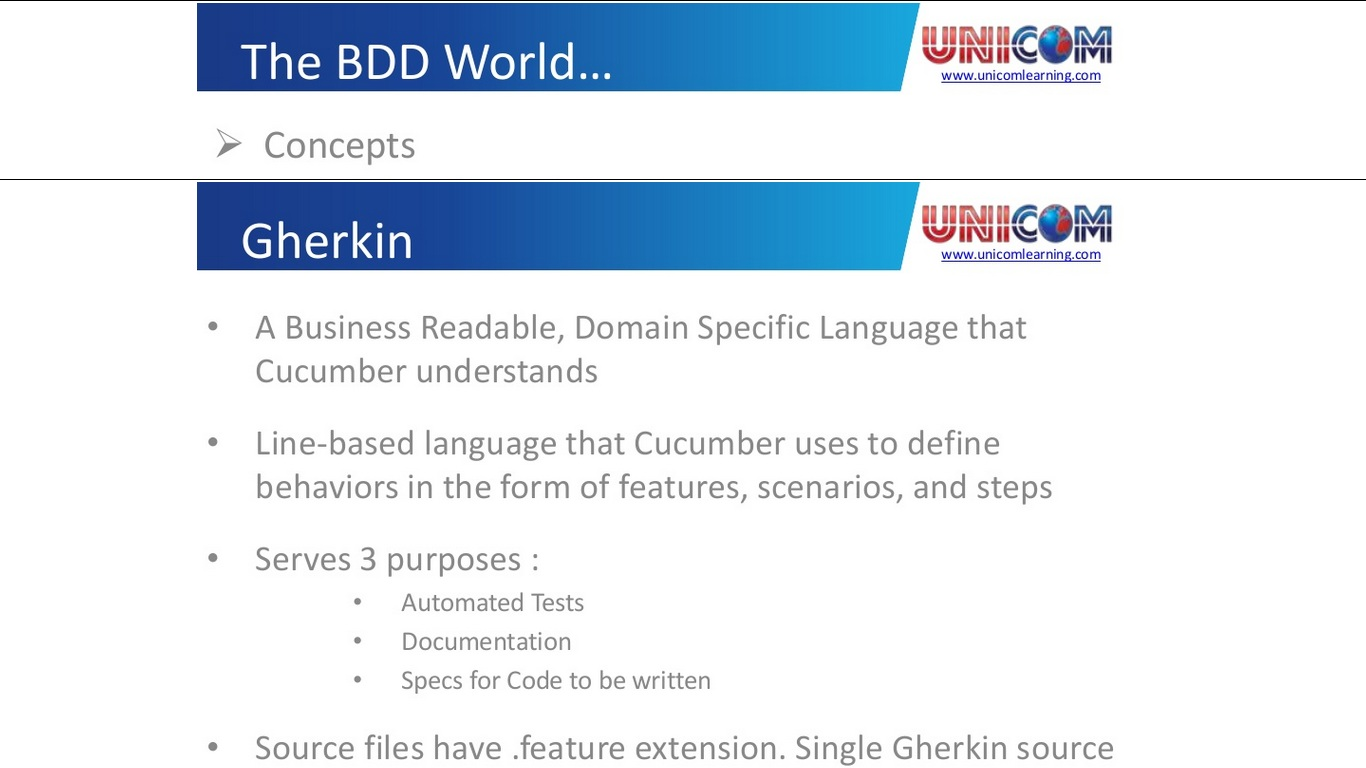 The BDD World...
UNICOM
www.unicomlearning.com
➢ Concepts
Gherkin
UNICOM
www.unicomlearning.com
• A Business Readable, Domain Specific Language that
Cucumber understands
• Line-based language that Cucumber uses to define
behaviors in the form of features, scenarios, and steps
• Serves 3 purposes :
• Automated Tests
• Documentation
• Specs for Code to be written
• Source files have .feature extension. Single Gherkin source